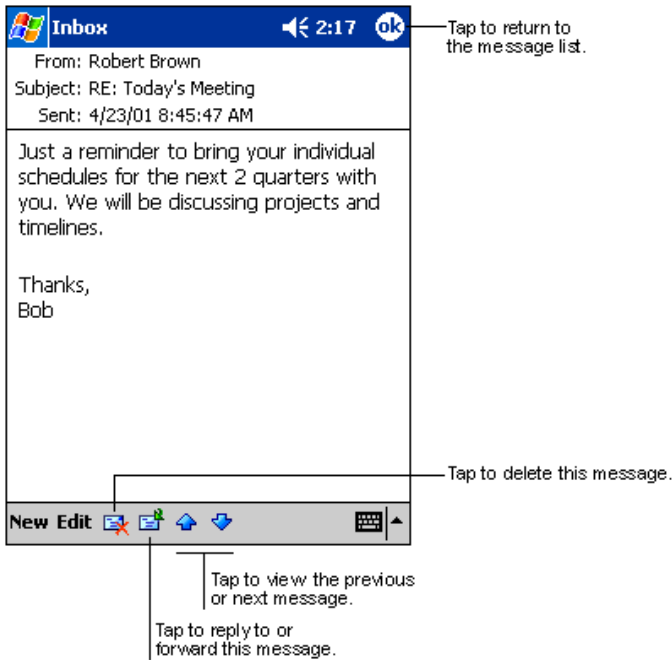 Inbox 2:17 ok
Tap to return to
the message list.
From: Robert Brown
Subject: RE: Today's Meeting
Sent: 4/23/01 8:45:47 AM
Just a reminder to bring your individual
schedules for the next 2 quarters with
you. We will be discussing projects and
timelines.
Thanks,
Bob
Tap to delete this message.
New Edit
Tap to view the previous
or next message.
Tap to reply to or
forward this message.